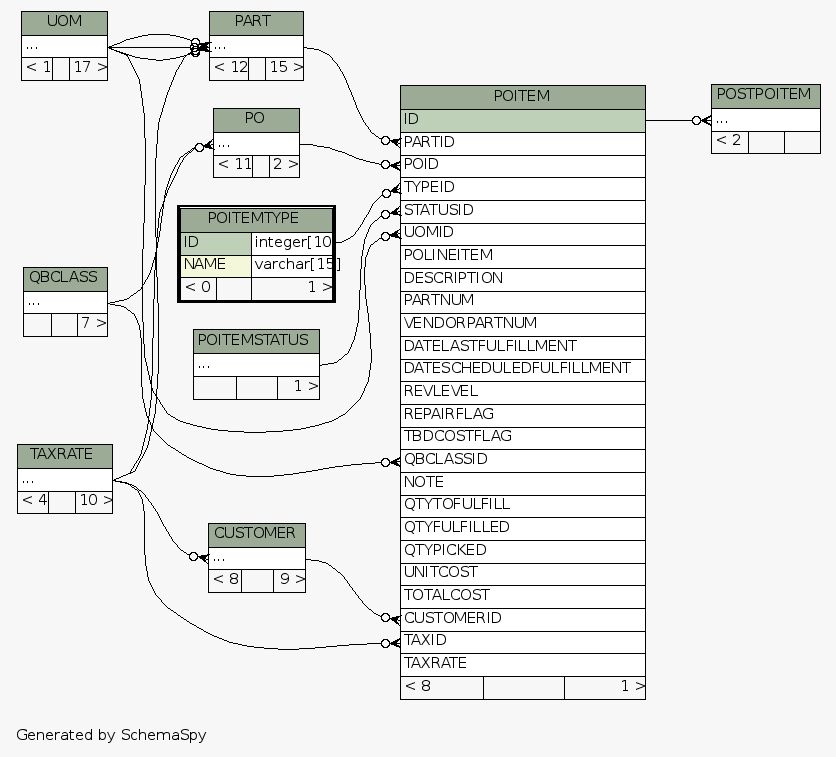 UOM
...
< 1 17 >
PART
...
< 12 15 >
PO
...
< 11 2 >
POITEMTYPE
ID integer[10
NAME varchar[15]
< 0 1 >
QBCLASS
...
7 >
POITEMSTATUS
...
1 >
TAXRATE
...
< 4 10 >
CUSTOMER
...
< 8 9 >
POITEM
ID
PARTID
POID
TYPEID
STATUSID
UOMID
POLINEITEM
DESCRIPTION
PARTNUM
VENDORPARTNUM
DATELASTFULFILLMENT
DATESCHEDULEDFULFILLMENT
REVLEVEL
REPAIRFLAG
TBDCOSTFLAG
QBCLASSID
NOTE
QTYTOFULFILL
QTYFULFILLED
QTYPICKED
UNITCOST
TOTALCOST
CUSTOMERID
TAXID
TAXRATE
< 8 1 >
POSTPOITEM
...
< 2
Generated by SchemaSpy